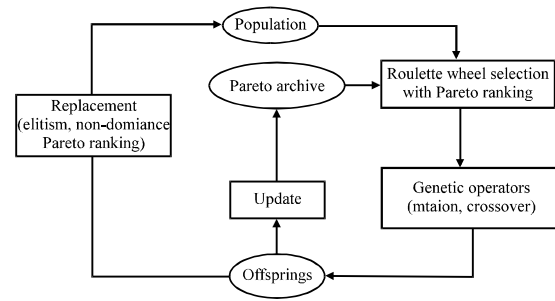 Population
Pareto archive
Roulette wheel selection
with Pareto ranking
Replacement
(elitism, non-domiance
Pareto ranking)
Update
Genetic operators
(mtaion, crossover)
Offsprings